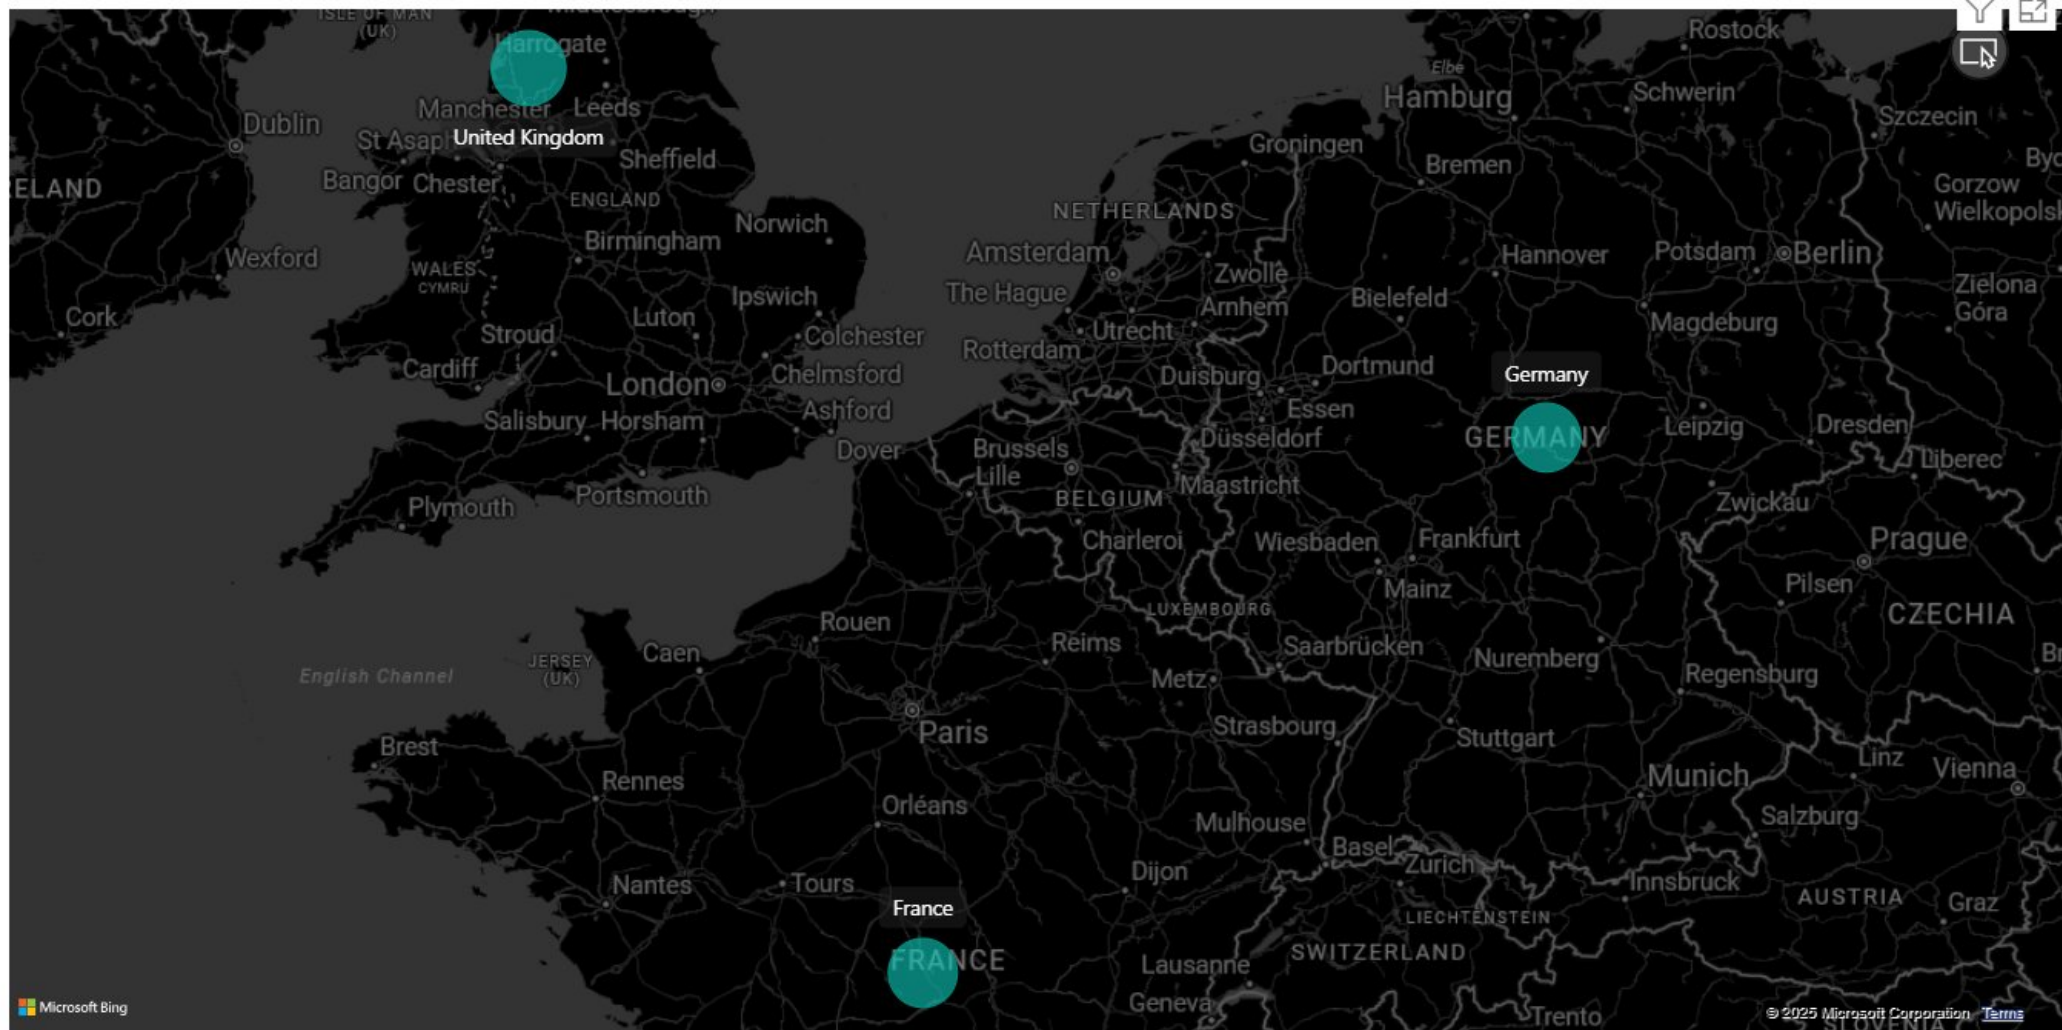 ISLE OF MAN
(UK)
Middlesbrough
Harrogate
Manchester
Leeds
Dublin
St Asap
United Kingdom
Sheffield
Bangor
Chester
ELAND
ENGLAND
Norwich
Birmingham
Wexford
WALES
CYMRU
Ipswich
Cork
Luton
Stroud
Colchester
Cardiff
London
Chelmsford
Ashford
Salisbury
Horsham
Dover
Portsmouth
Plymouth
Rostock
Elbe
Hamburg
Schwerin
Szczecin
Groningen
Bremen
Byd
Gorzow
Wielkopolsk
NETHERLANDS
Amsterdam
Hannover
Potsdam
Berlin
Zwolle
The Hague
Bielefeld
Arnhem
Zielona
Góra
Utrecht
Magdeburg
Rotterdam
Dortmund
Duisburg
Germany
Essen
Düsseldorf
GERMANY
Leipzig
Dresden
Brussels
Lille
Liberec
BELGIUM
Maastricht
Zwickau
Charleroi
Wiesbaden
Frankfurt
Prague
Mainz
Pilsen
LUXEMBOURG
CZECHIA
Rouen
Reims
Saarbrücken
Caen
Nuremberg
English Channel
JERSEY
(UK)
Metz
Regensburg
Paris
Strasbourg
Stuttgart
Brest
Linz
Vienna
Rennes
Munich
Orléans
Mulhouse
Salzburg
Basel
Zurich
Dijon
Nantes
Tours
Innsbruck
AUSTRIA
Graz
France
LIECHTENSTEIN
FRANCE
SWITZERLAND
Lausanne
Geneva
Trento
Microsoft Bing
© 2025 Microsoft Corporation Terms